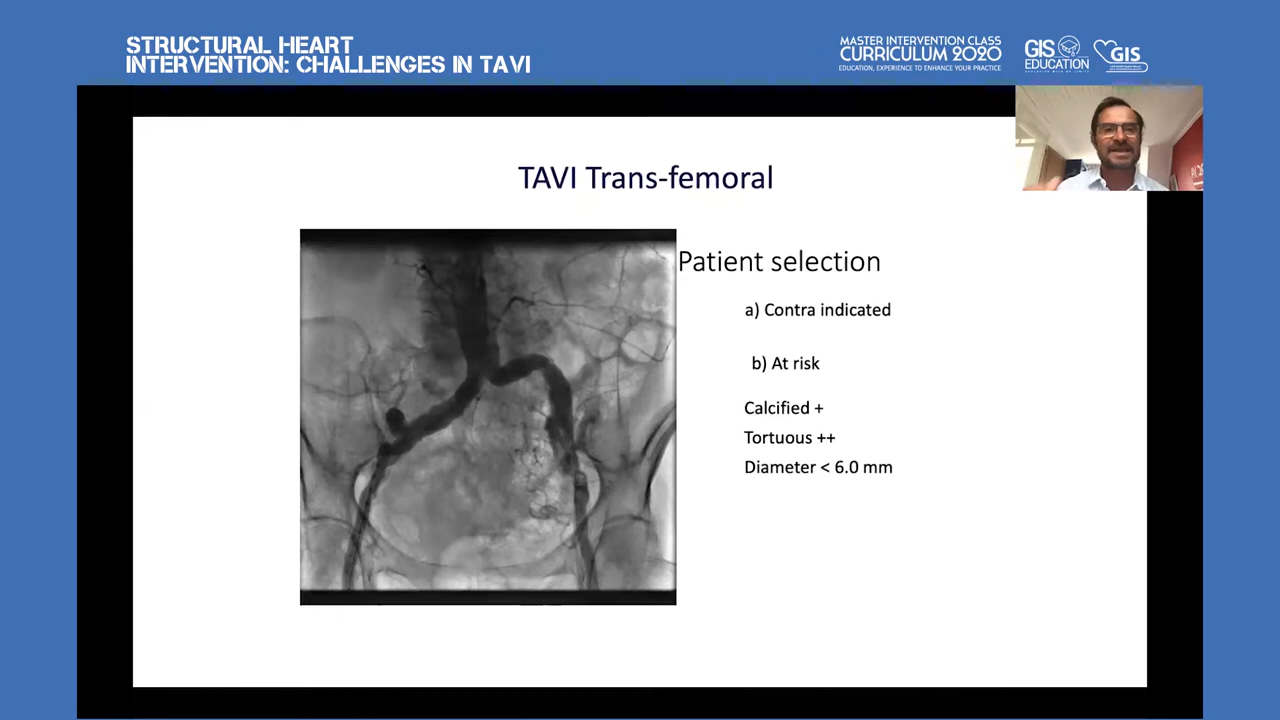 STRUCTURAL HEART
INTERVENTION: CHALLENGES IN TAVI
MASTER INTERVENTION CLASS
CURRICULUM 2020
EDUCATION, EXPERIENCE TO ENHANCE YOUR PRACTICE
GIS
EDUCATION
GIS
TAVI Trans-femoral
Patient selection
a) Contra indicated
b) At risk
Calcified +
Tortuous ++
Diameter < 6.0 mm